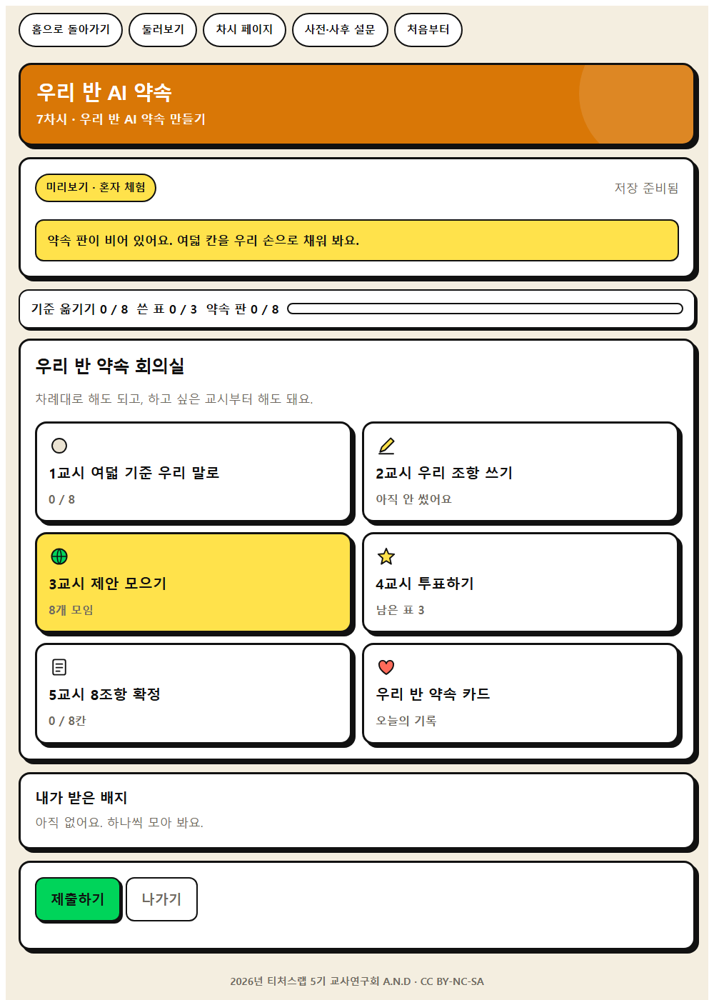 홈으로 돌아가기 둘러보기 차시 페이지 사전·사후 설문 처음부터
우리 반 AI 약속
7차시 · 우리 반 AI 약속 만들기
미리보기 · 혼자 체험 저장 준비됨
약속 판이 비어 있어요. 여덟 칸을 우리 손으로 채워 봐요.
기준 옮기기 0 / 8 쓴 표 0 / 3 약속 판 0 / 8
우리 반 약속 회의실
차례대로 해도 되고, 하고 싶은 교시부터 해도 돼요.
1교시 여덟 기준 우리 말로
0 / 8
2교시 우리 조항 쓰기
아직 안 썼어요
3교시 제안 모으기
8개 모임
4교시 투표하기
남은 표 3
5교시 8조항 확정
0 / 8칸
우리 반 약속 카드
오늘의 기록
내가 받은 배지
아직 없어요. 하나씩 모아 봐요.
제출하기 나가기
2026년 티처스랩 5기 교사연구회 A.N.D · CC BY-NC-SA